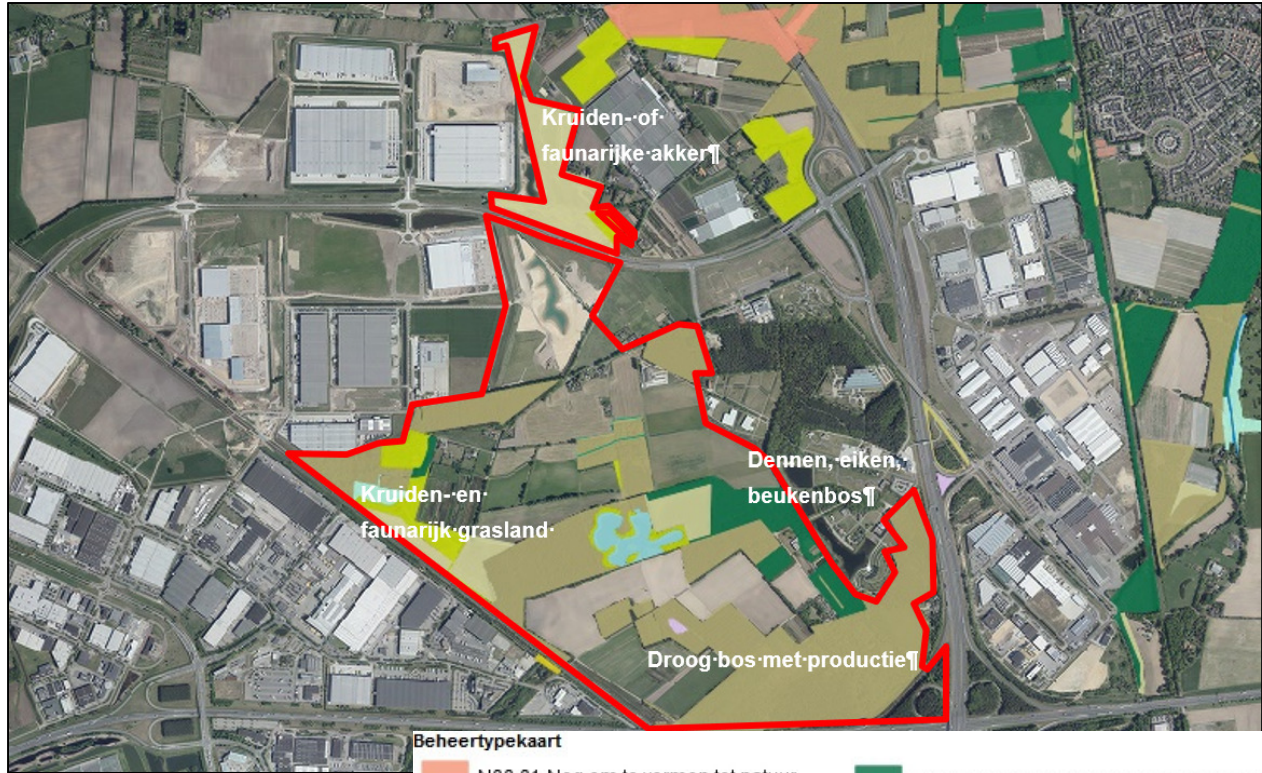 Kruiden-·of·
faunarijke·akker¶
Dennen,·eiken,·
beukenbos¶
Kruiden-·en·
faunarijk·grasland·
Droog·bos·met·productie¶
Beheertypekaart